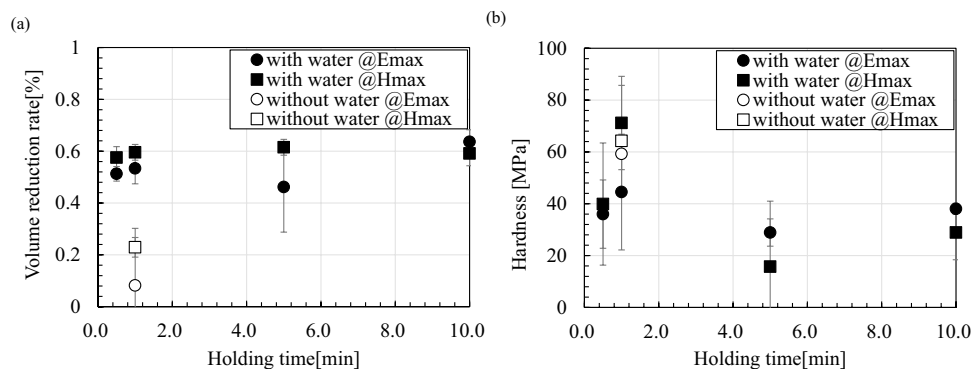 (a)
1
0.8
0.6
0.4
0.2
0
Volume reduction rate[%]
with water @Emax
with water @Hmax
without water @Emax
without water @Hmax
0.0 2.0 4.0 6.0 8.0 10.0
Holding time[min]
(b)
100
80
60
40
20
0
Hardness [MPa]
with water @Emax
with water @Hmax
without water @Emax
without water @Hmax
0.0 2.0 4.0 6.0 8.0 10.0
Holding time[min]